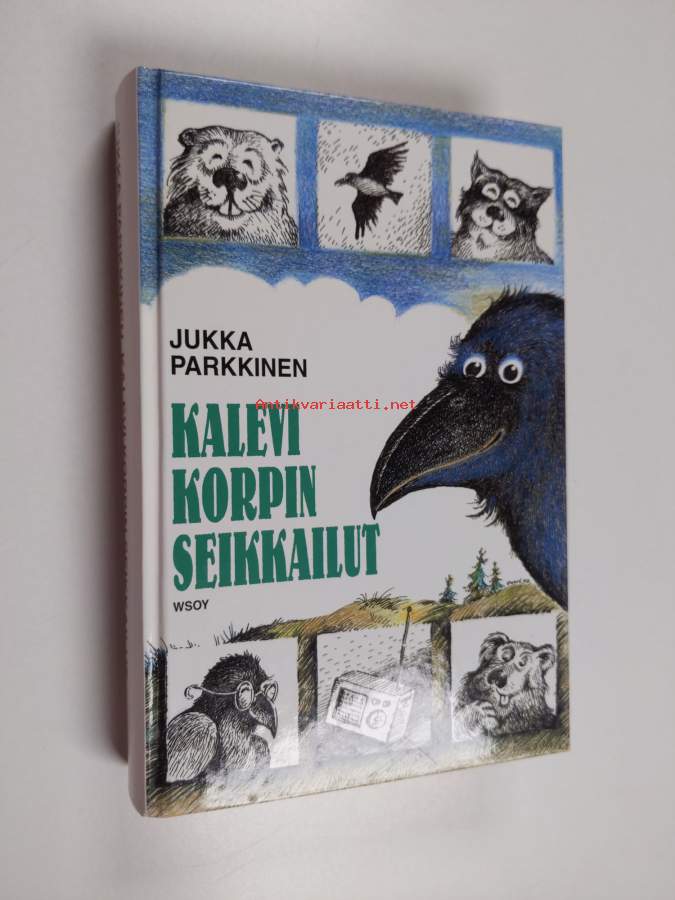 JUKKA
PARKKINEN
Antikvariaatti.net
KALEVI
KORPIN
SEIKKAILUT
WSOY